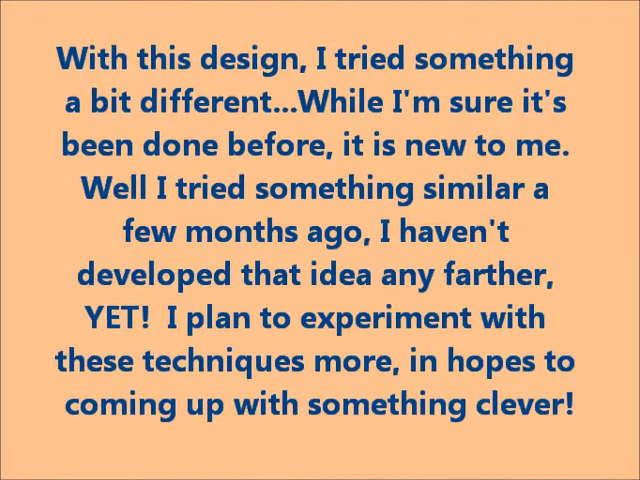 With this design, I tried something
a bit different...While I'm sure it's
been done before, it is new to me.
Well I tried something similar a
few months ago, I haven't
developed that idea any farther,
YET!  I plan to experiment with
these techniques more, in hopes to
coming up with something clever!